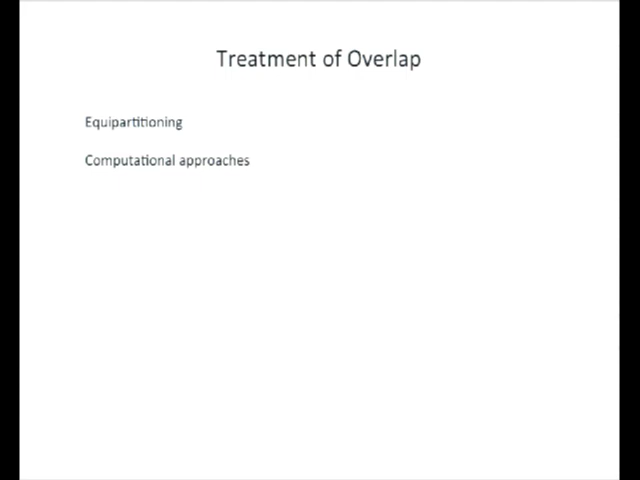 Treatment of Overlap
Equipartitioning
Computational approaches